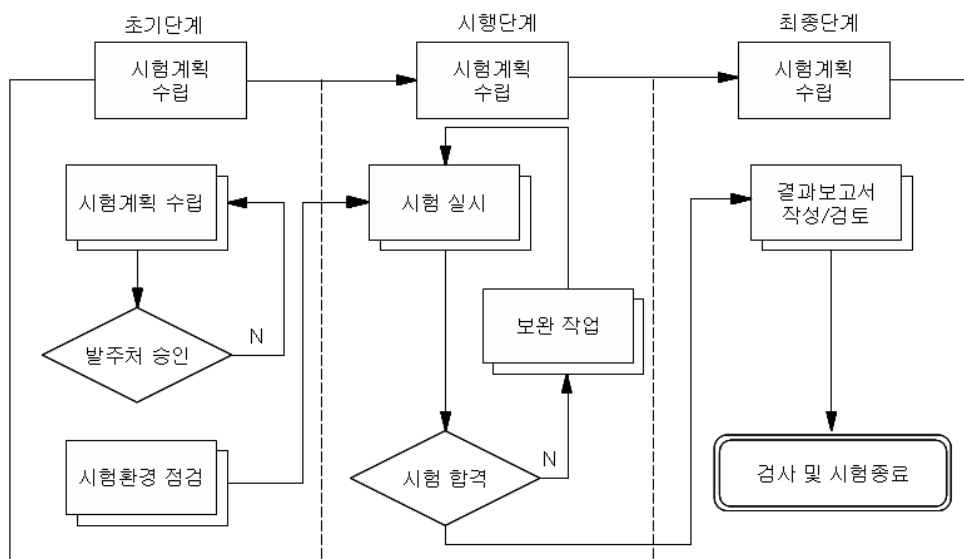 초기단계
시행단계
최종단계
시험계획
수립
시험계획
수립
시험계획
수립
시험계획 수립
시험 실시
결과보고서
작성/검토
보완 작업
N
발주처 승인
시험환경 점검
시험 합격
N
검사 및 시험종료